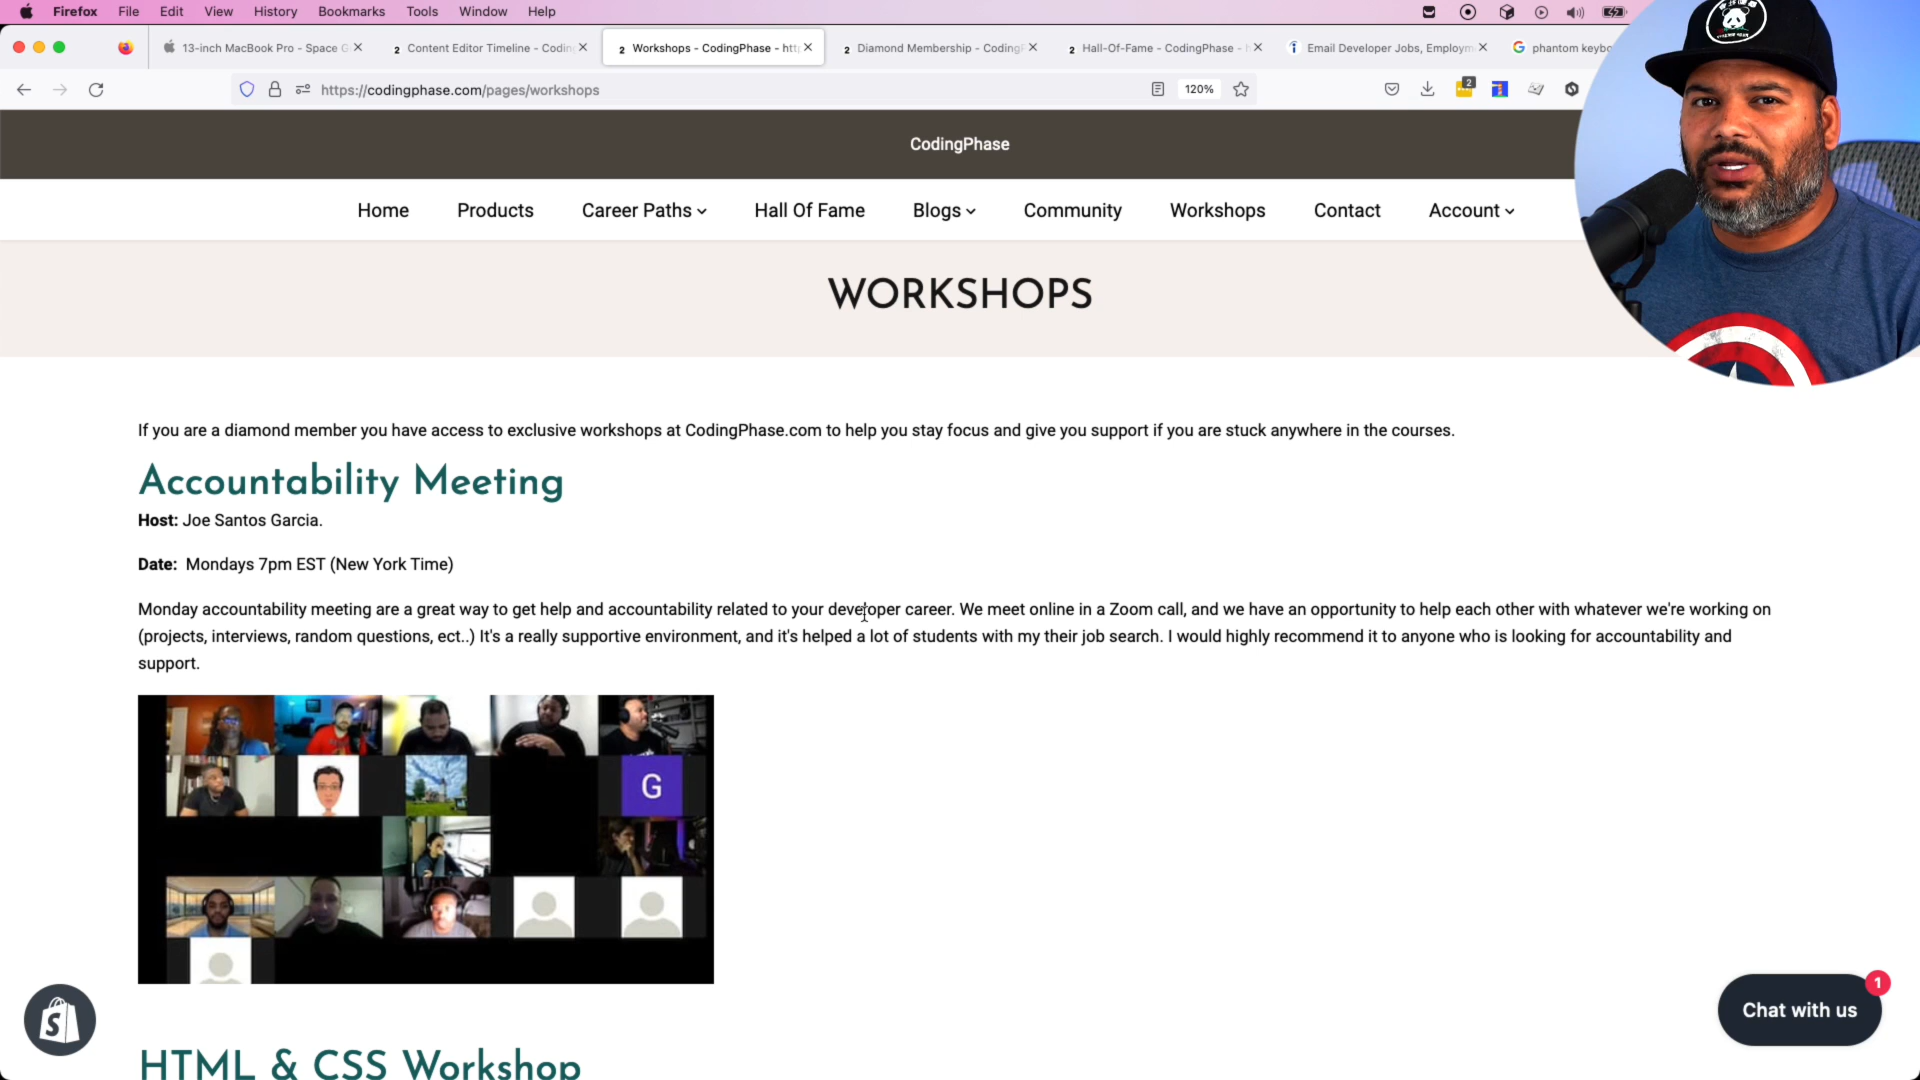 Firefox File Edit View History Bookmarks Tools Window Help
13-inch MacBook Pro - Space G
2 Content Editor Timeline - Codin
2 Workshops - CodingPhase - htt
2 Diamond Membership - Coding
2 Hall-Of-Fame - CodingPhase - h
Email Developer Jobs, Employm
phantom keybo
https://codingphase.com/pages/workshops
120%
2
CodingPhase
Home Products Career Paths Hall Of Fame Blogs Community Workshops Contact Account
WORKSHOPS
If you are a diamond member you have access to exclusive workshops at CodingPhase.com to help you stay focus and give you support if you are stuck anywhere in the courses.
Accountability Meeting
Host: Joe Santos Garcia.
Date: Mondays 7pm EST (New York Time)
Monday accountability meeting are a great way to get help and accountability related to your developer career. We meet online in a Zoom call, and we have an opportunity to help each other with whatever we're working on
(projects, interviews, random questions, ect..) It's a really supportive environment, and it's helped a lot of students with my their job search. I would highly recommend it to anyone who is looking for accountability and
support.
G
1
Chat with us
HTML & CSS Workshop